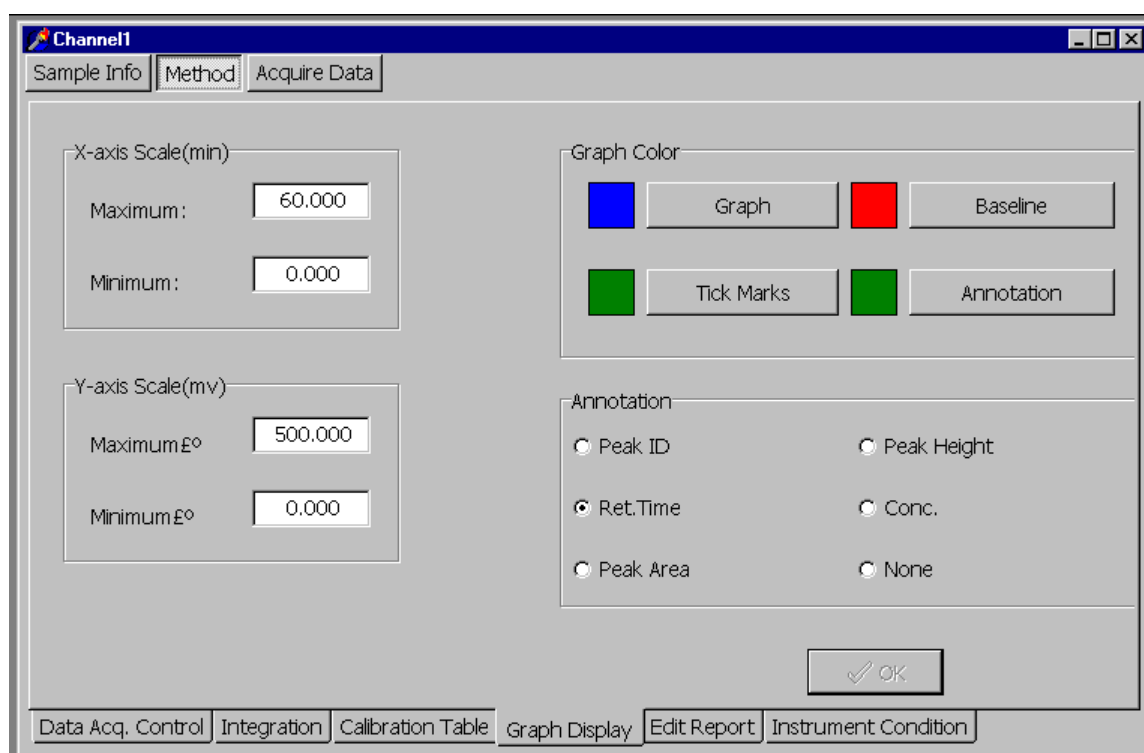 Channel1
Sample Info Method Acquire Data
X-axis Scale(min)
Maximum: 60.000
Minimum: 0.000
Y-axis Scale(mv)
Maximum£º 500.000
Minimum£º 0.000
Graph Color
Graph Baseline
Tick Marks Annotation
Annotation
Peak ID Peak Height
Ret.Time Conc.
Peak Area None
OK
Data Acq. Control Integration Calibration Table Graph Display Edit Report Instrument Condition